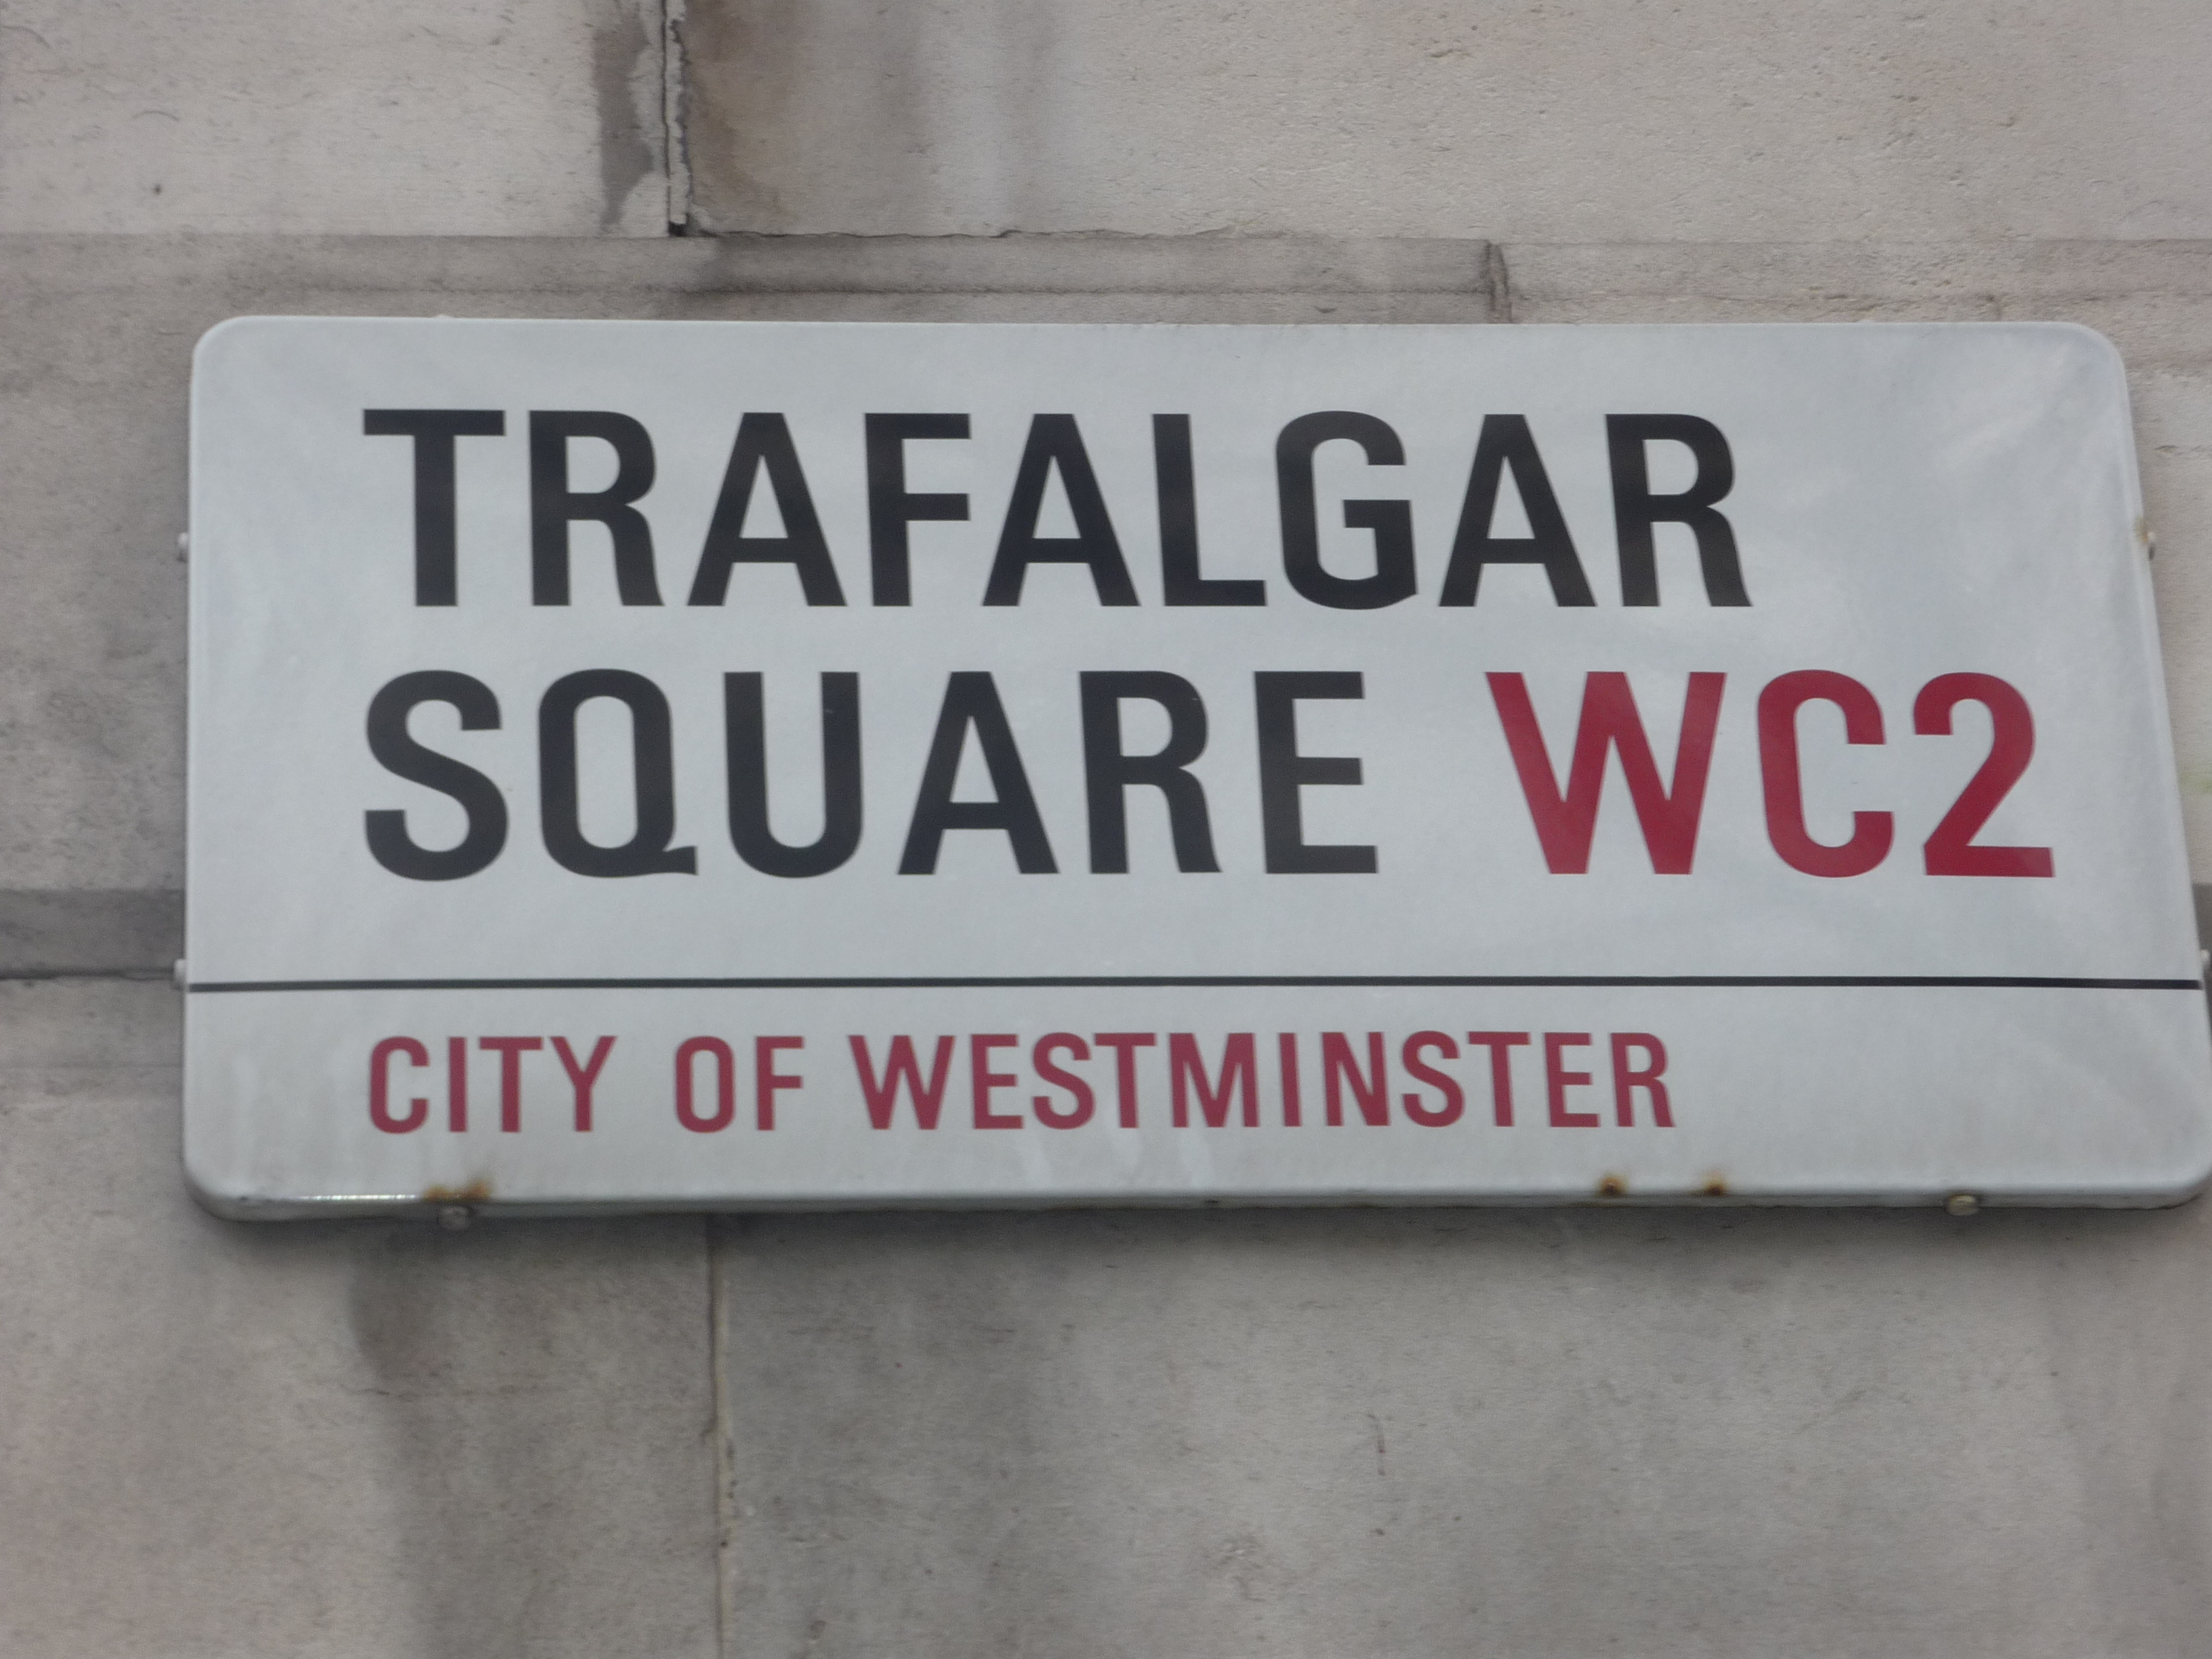 TRAFALGAR
SQUARE WC2
CITY OF WESTMINSTER